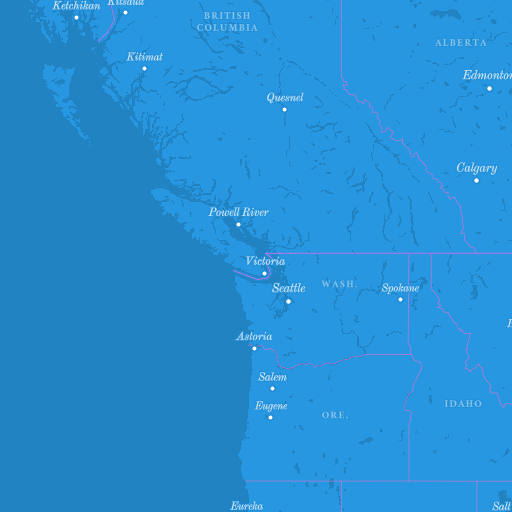 Ketchikan
Kitsault
BRITISH
COLUMBIA
ALBERTA
Kitimat
Edmonton
Quesnel
Calgary
Powell River
Victoria
Seattle
WASH.
Spokane
Astoria
Salem
Eugene
ORE.
IDAHO
Eureka
Salt